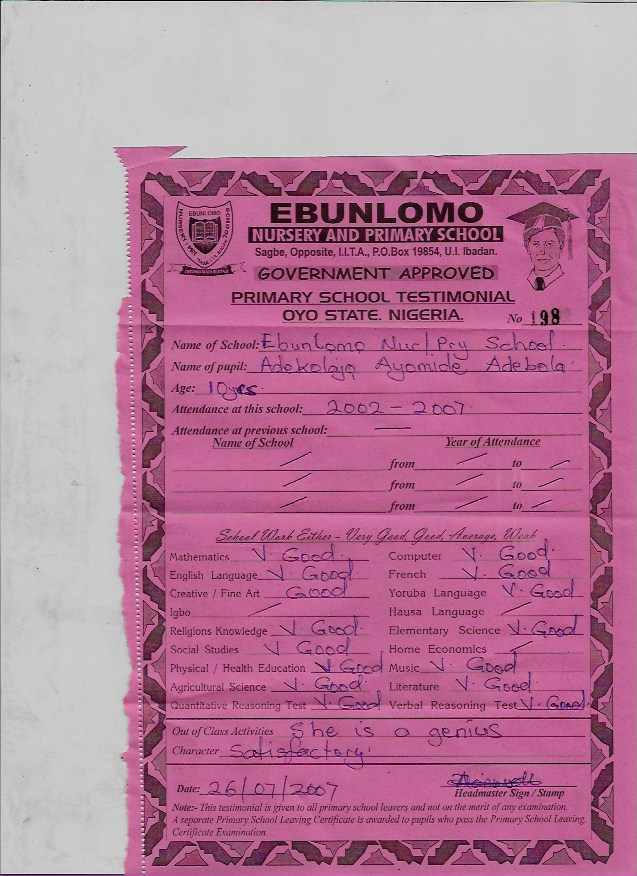 EBUNLOMO
NURSERY AND PRIMARY SCHOOL
Sagbe, Opposite, I.I.T.A., P.O.Box 19854, U.I. Ibadan.
GOVERNMENT APPROVED
PRIMARY SCHOOL TESTIMONIAL
OYO STATE. NIGERIA.
No 198
Name of School: Ebunlomo Nur/Pry School.
Name of pupil: Adekolajo Ayomide Adebola
Age: 10yrs.
Attendance at this school: 2002 - 2007
Attendance at previous school: —
Name of School Year of Attendance
/ from / to /
/ from / to /
/ from / to /
School Work Either - Very Good, Good, Average, Weak
Mathematics V. Good. Computer V. Good.
English Language V. Good French V. Good
Creative / Fine Art Good Yoruba Language V. Good
Igbo / Hausa Language /
Religions Knowledge V. Good. Elementary Science V. Good
Social Studies V. Good Home Economics /
Physical / Health Education V. Good Music V. Good
Agricultural Science V. Good. Literature V. Good.
Quantitative Reasoning Test V. Good Verbal Reasoning Test V. Good.
Out of Class Activities She is a genius
Character Satisfactory.
Date: 26/07/2007
Headmaster Sign / Stamp
Note:- This testimonial is given to all primary school leavers and not on the merit of any examination.
A separate Primary School Leaving Certificate is awarded to pupils who pass the Primary School Leaving
Certificate Examination.